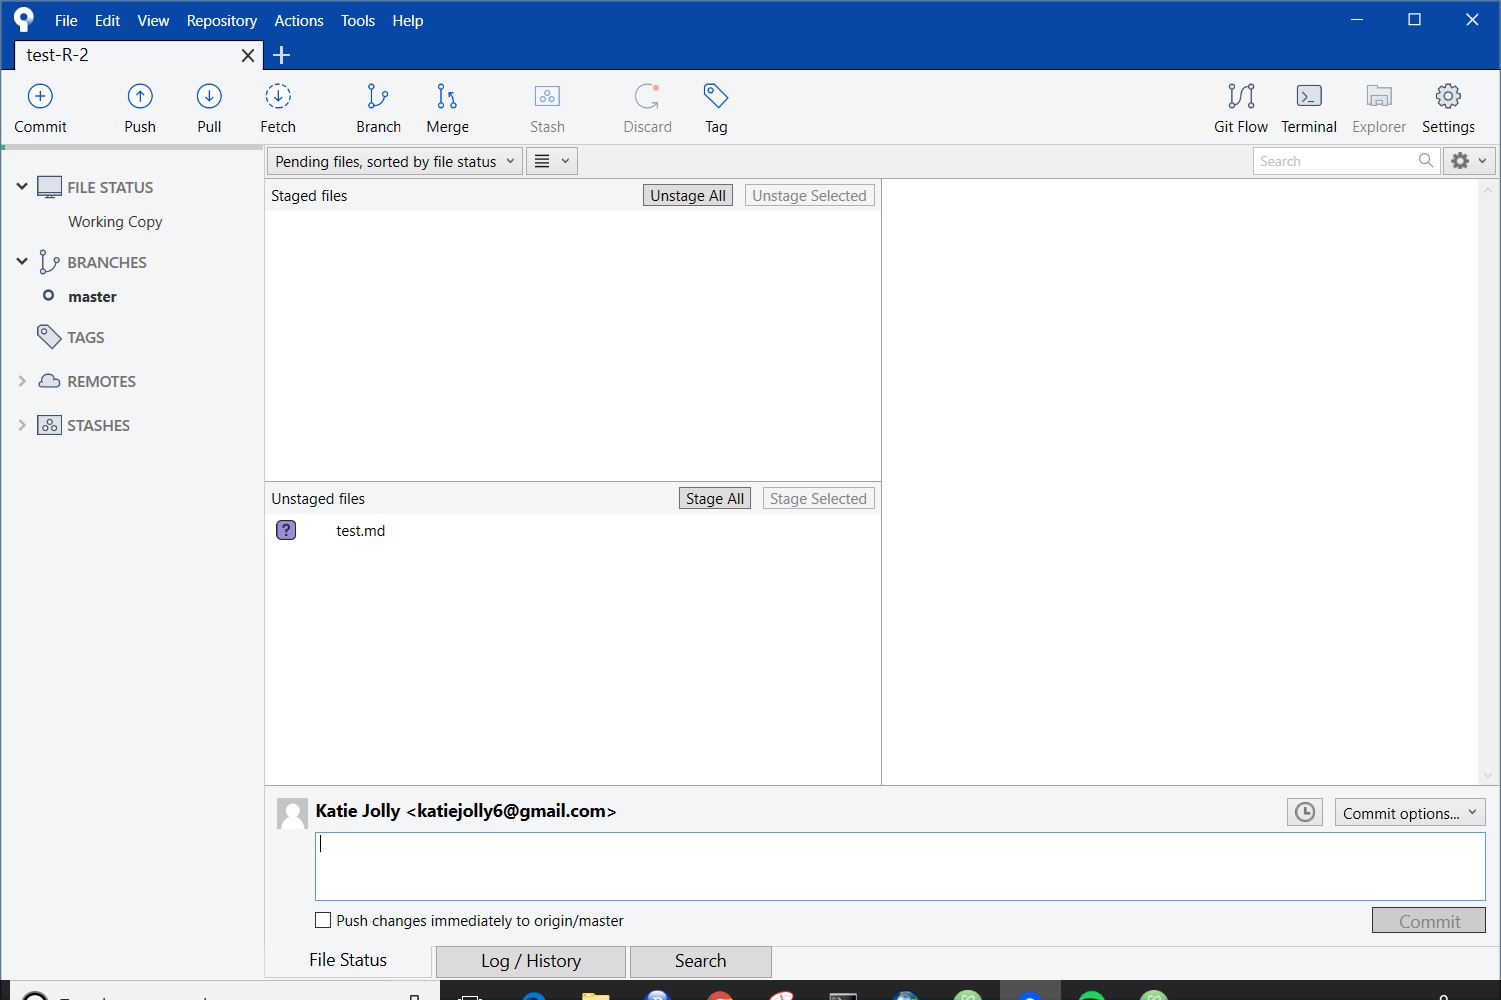 File Edit View Repository Actions Tools Help
test-R-2
Commit Push Pull Fetch Branch Merge Stash Discard Tag Git Flow Terminal Explorer Settings
Pending files, sorted by file status Search
FILE STATUS
Working Copy
BRANCHES
master
TAGS
REMOTES
STASHES
Staged files Unstage All Unstage Selected
Unstaged files Stage All Stage Selected
? test.md
Katie Jolly <katiejolly6@gmail.com> Commit options...
Push changes immediately to origin/master Commit
File Status Log / History Search